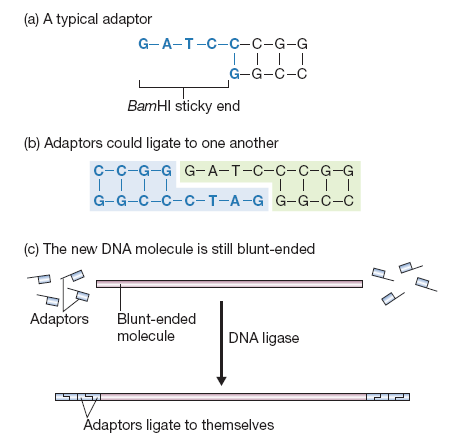 (a) A typical adaptor
G-A-T-C-C-C-C-G-G
G-G-C-C
BamHI sticky end
(b) Adaptors could ligate to one another
C-C-G-G G-A-T-C-C-C-G-G
G-G-C-C-C-T-A-G G-G-C-C
(c) The new DNA molecule is still blunt-ended
Adaptors
Blunt-ended
molecule
DNA ligase
Adaptors ligate to themselves